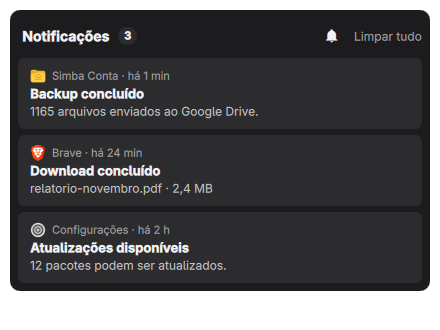 Notificações 3
Limpar tudo
Simba Conta · há 1 min
Backup concluído
1165 arquivos enviados ao Google Drive.
Brave · há 24 min
Download concluído
relatorio-novembro.pdf · 2,4 MB
Configurações · há 2 h
Atualizações disponíveis
12 pacotes podem ser atualizados.